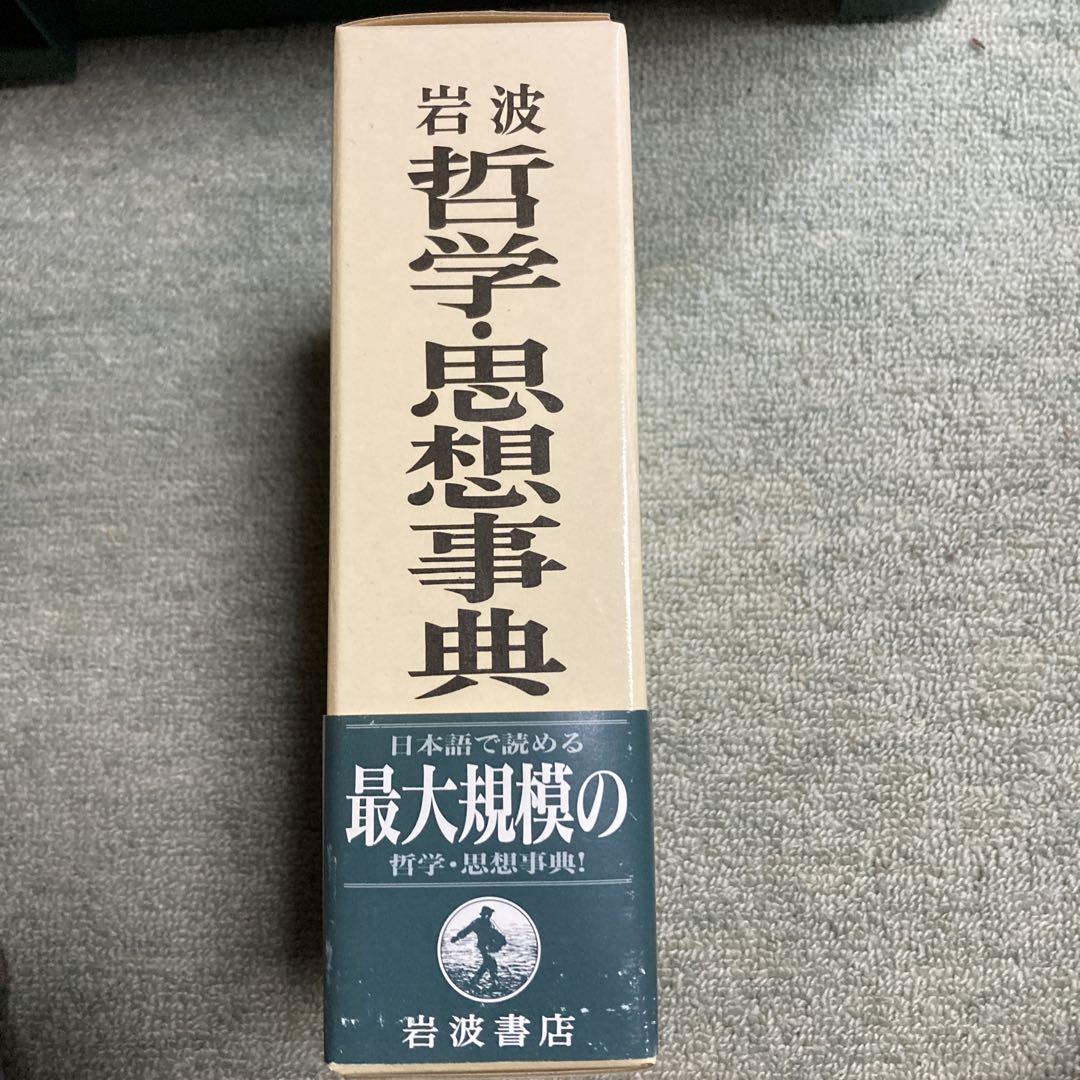 岩波
哲学・思想事典
日本語で読める
最大規模の
哲学・思想事典!
岩波書店